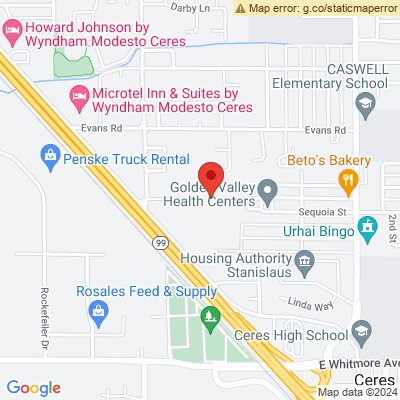 Darby Ln
Map error: g.co/staticmaperror
Howard Johnson by
Wyndham Modesto Ceres
CASWELL
Elementary School
Microtel Inn & Suites by
Wyndham Modesto Ceres
Evans Rd
Evans Rd
Penske Truck Rental
Beto's Bakery
Golden Valley
Health Centers
Sequoia St
2nd St
Urhai Bingo
99
Housing Authority
Stanislaus
Rockefeller Dr
Rosales Feed & Supply
Linda Way
Ceres High School
E Whitmore Av
Ceres
Google
Map data ©2024